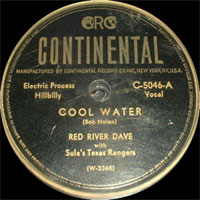 CRC
CONTINENTAL
MANUFACTURED BY CONTINENTAL RECORD CO. INC., NEW YORK, N.Y., U.S.A.
Electric Process C-5046-A
Hillbilly Vocal
COOL WATER
(Bob Nolan)
RED RIVER DAVE
with
Sula's Texas Rangers
(W-3368)